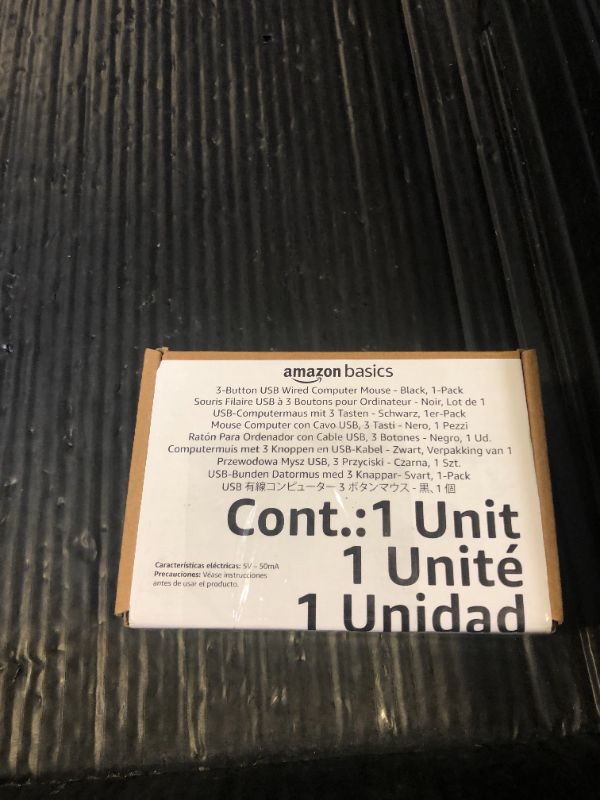 amazon basics
3-Button USB Wired Computer Mouse - Black, 1-Pack
Souris Filaire USB à 3 Boutons pour Ordinateur - Noir, Lot de 1
USB-Computermaus mit 3 Tasten - Schwarz, 1er-Pack
Mouse Computer con Cavo USB, 3 Tasti - Nero, 1 Pezzi
Ratón Para Ordenador con Cable USB, 3 Botones - Negro, 1 Ud.
Computermuis met 3 Knoppen en USB-Kabel - Zwart, Verpakking van 1
Przewodowa Mysz USB, 3 Przyciski - Czarna, 1 Szt.
USB-Bunden Datormus med 3 Knappar- Svart, 1-Pack
USB 有線コンピューター 3 ボタンマウス - 黒、1 個
Cont.:1 Unit
1 Unité
1 Unidad
Características eléctricas: 5V - 50mA
Precauciones: Véase instrucciones
antes de usar el producto.